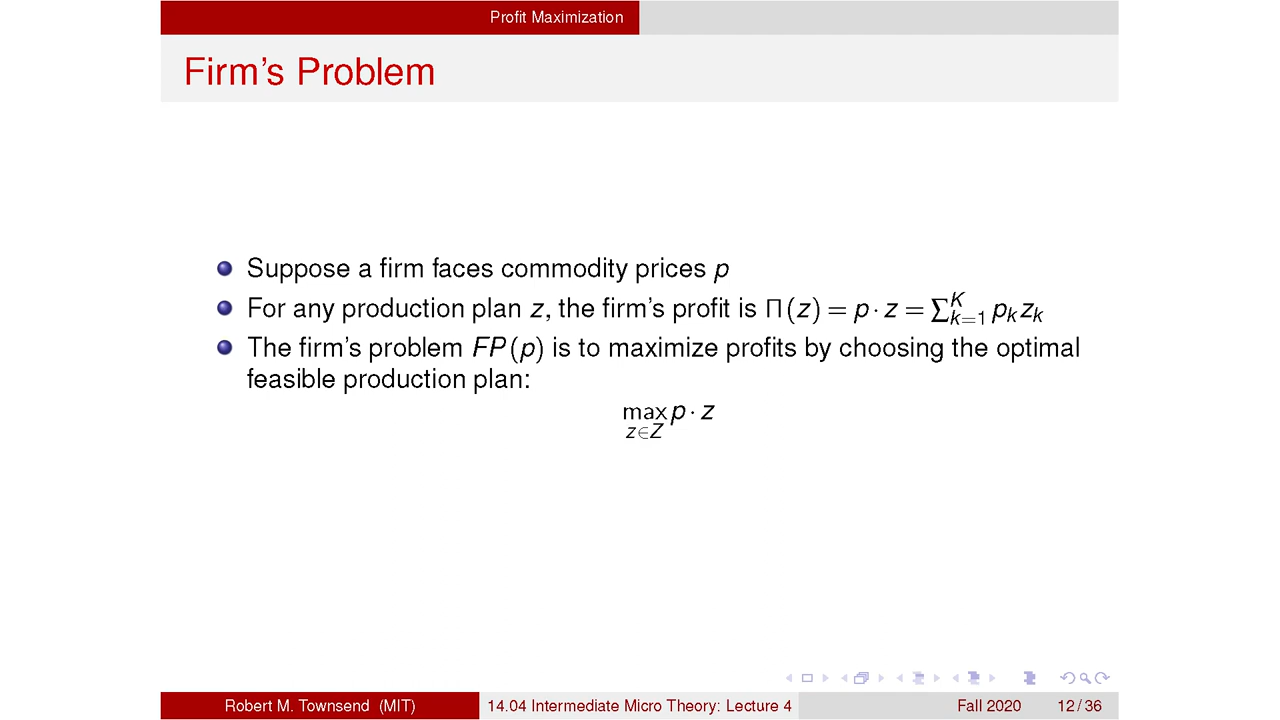 Profit Maximization
Firm's Problem
Suppose a firm faces commodity prices p
For any production plan z, the firm's profit is Π(z) = p · z = ∑_{k=1}^{K} p_k z_k
The firm's problem FP(p) is to maximize profits by choosing the optimal
feasible production plan:
max p · z
z∈Z
Robert M. Townsend (MIT) 14.04 Intermediate Micro Theory: Lecture 4 Fall 2020 12 / 36